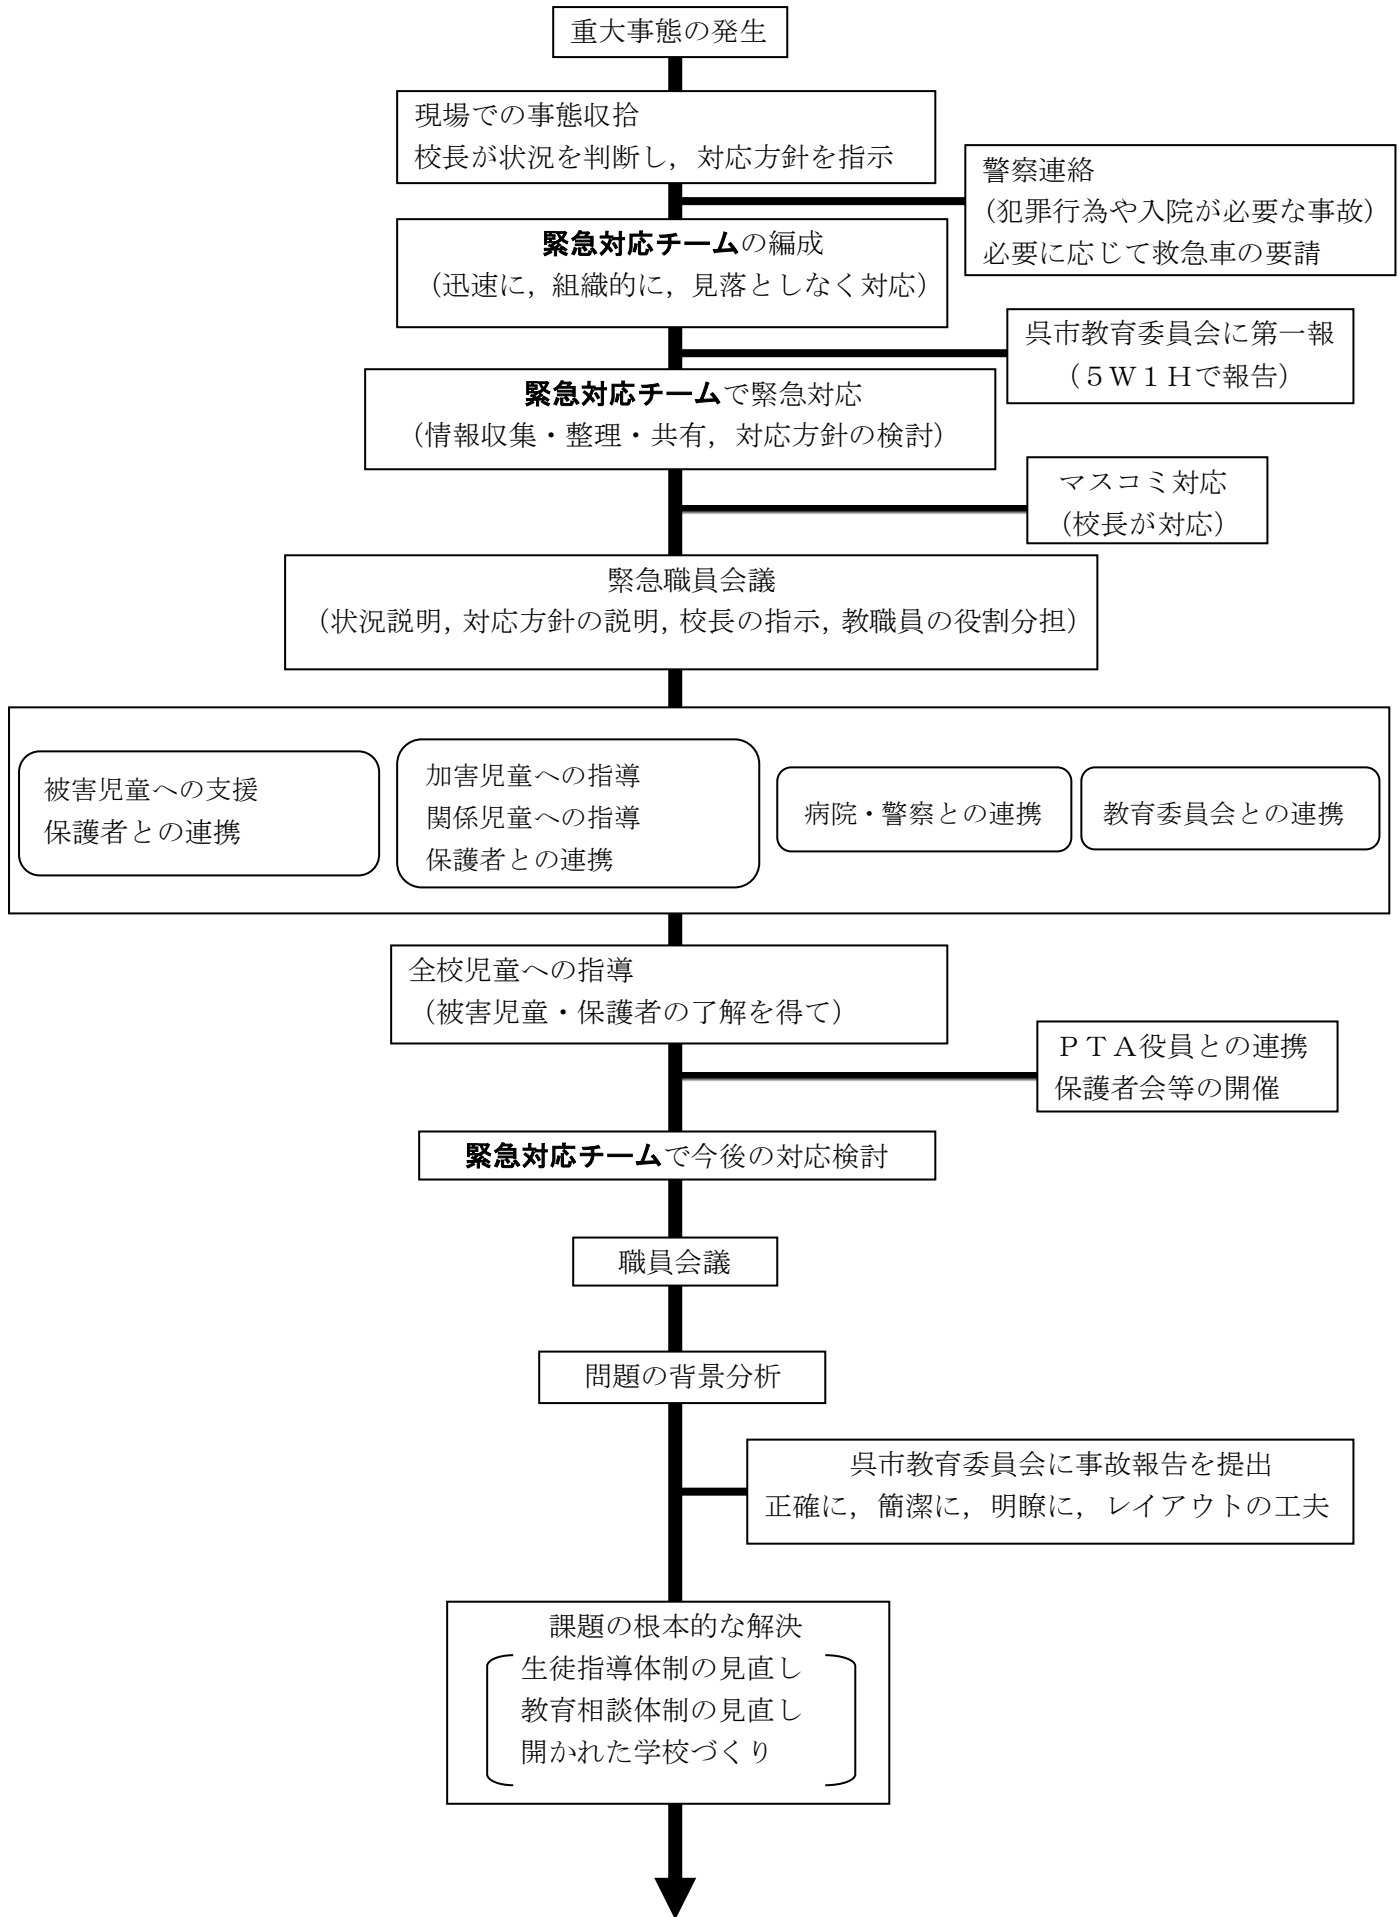 重大事態の発生
現場での事態収拾
校長が状況を判断し，対応方針を指示
警察連絡
（犯罪行為や入院が必要な事故）
必要に応じて救急車の要請
緊急対応チームの編成
（迅速に，組織的に，見落としなく対応）
呉市教育委員会に第一報
（５Ｗ１Ｈで報告）
緊急対応チームで緊急対応
（情報収集・整理・共有，対応方針の検討）
マスコミ対応
（校長が対応）
緊急職員会議
（状況説明，対応方針の説明，校長の指示，教職員の役割分担）
被害児童への支援
保護者との連携
加害児童への指導
関係児童への指導
保護者との連携
病院・警察との連携
教育委員会との連携
全校児童への指導
（被害児童・保護者の了解を得て）
ＰＴＡ役員との連携
保護者会等の開催
緊急対応チームで今後の対応検討
職員会議
問題の背景分析
呉市教育委員会に事故報告を提出
正確に，簡潔に，明瞭に，レイアウトの工夫
課題の根本的な解決
生徒指導体制の見直し
教育相談体制の見直し
開かれた学校づくり